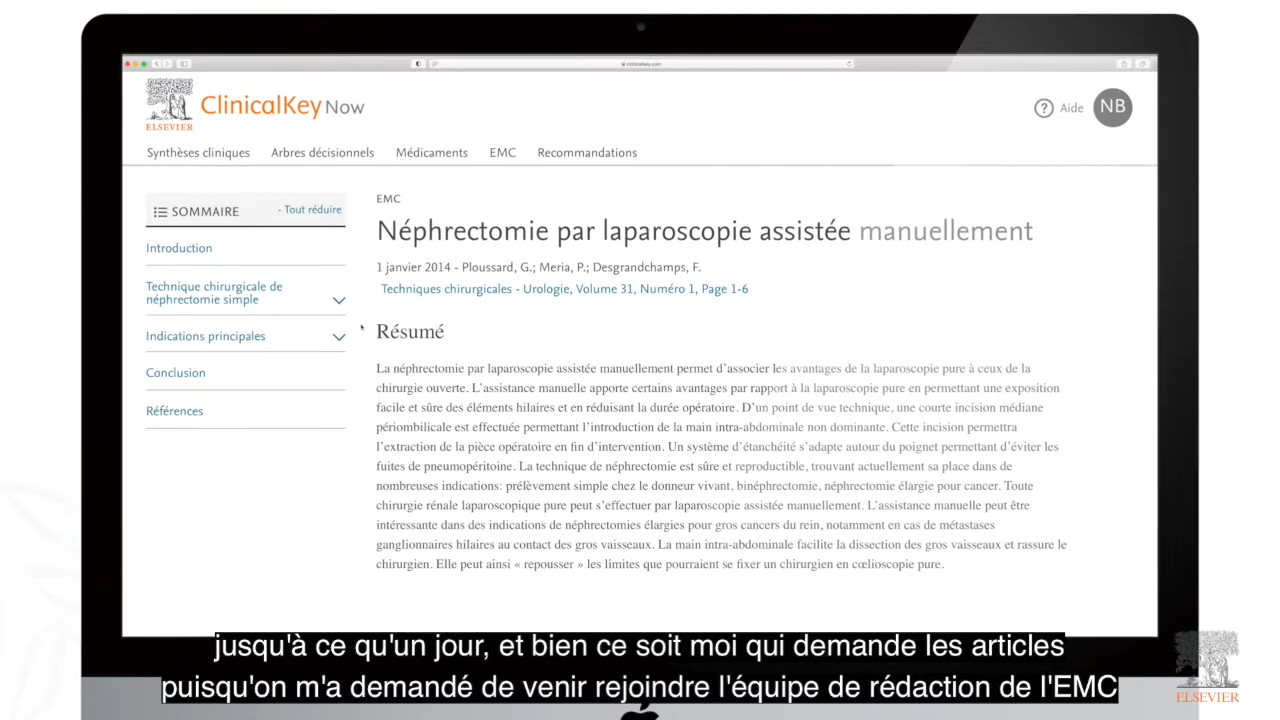 clinicalkey.com
ELSEVIER
ClinicalKey Now
Aide
NB
Synthèses cliniques Arbres décisionnels Médicaments EMC Recommandations
SOMMAIRE - Tout réduire
Introduction
Technique chirurgicale de
néphrectomie simple
Indications principales
Conclusion
Références
EMC
Néphrectomie par laparoscopie assistée manuellement
1 janvier 2014 - Ploussard, G.; Meria, P.; Desgrandchamps, F.
Techniques chirurgicales - Urologie, Volume 31, Numéro 1, Page 1-6
Résumé
La néphrectomie par laparoscopie assistée manuellement permet d’associer les avantages de la laparoscopie pure à ceux de la
chirurgie ouverte. L’assistance manuelle apporte certains avantages par rapport à la laparoscopie pure en permettant une exposition
facile et sûre des éléments hilaires et en réduisant la durée opératoire. D’un point de vue technique, une courte incision médiane
périombilicale est effectuée permettant l’introduction de la main intra-abdominale non dominante. Cette incision permettra
l’extraction de la pièce opératoire en fin d’intervention. Un système d’étanchéité s’adapte autour du poignet permettant d’éviter les
fuites de pneumopéritoine. La technique de néphrectomie est sûre et reproductible, trouvant actuellement sa place dans de
nombreuses indications: prélèvement simple chez le donneur vivant, binéphrectomie, néphrectomie élargie pour cancer. Toute
chirurgie rénale laparoscopique pure peut s’effectuer par laparoscopie assistée manuellement. L’assistance manuelle peut être
intéressante dans des indications de néphrectomies élargies pour gros cancers du rein, notamment en cas de métastases
ganglionnaires hilaires au contact des gros vaisseaux. La main intra-abdominale facilite la dissection des gros vaisseaux et rassure le
chirurgien. Elle peut ainsi « repousser » les limites que pourraient se fixer un chirurgien en cœlioscopie pure.
jusqu'à ce qu'un jour, et bien ce soit moi qui demande les articles
puisqu'on m'a demandé de venir rejoindre l'équipe de rédaction de l'EMC
ELSEVIER